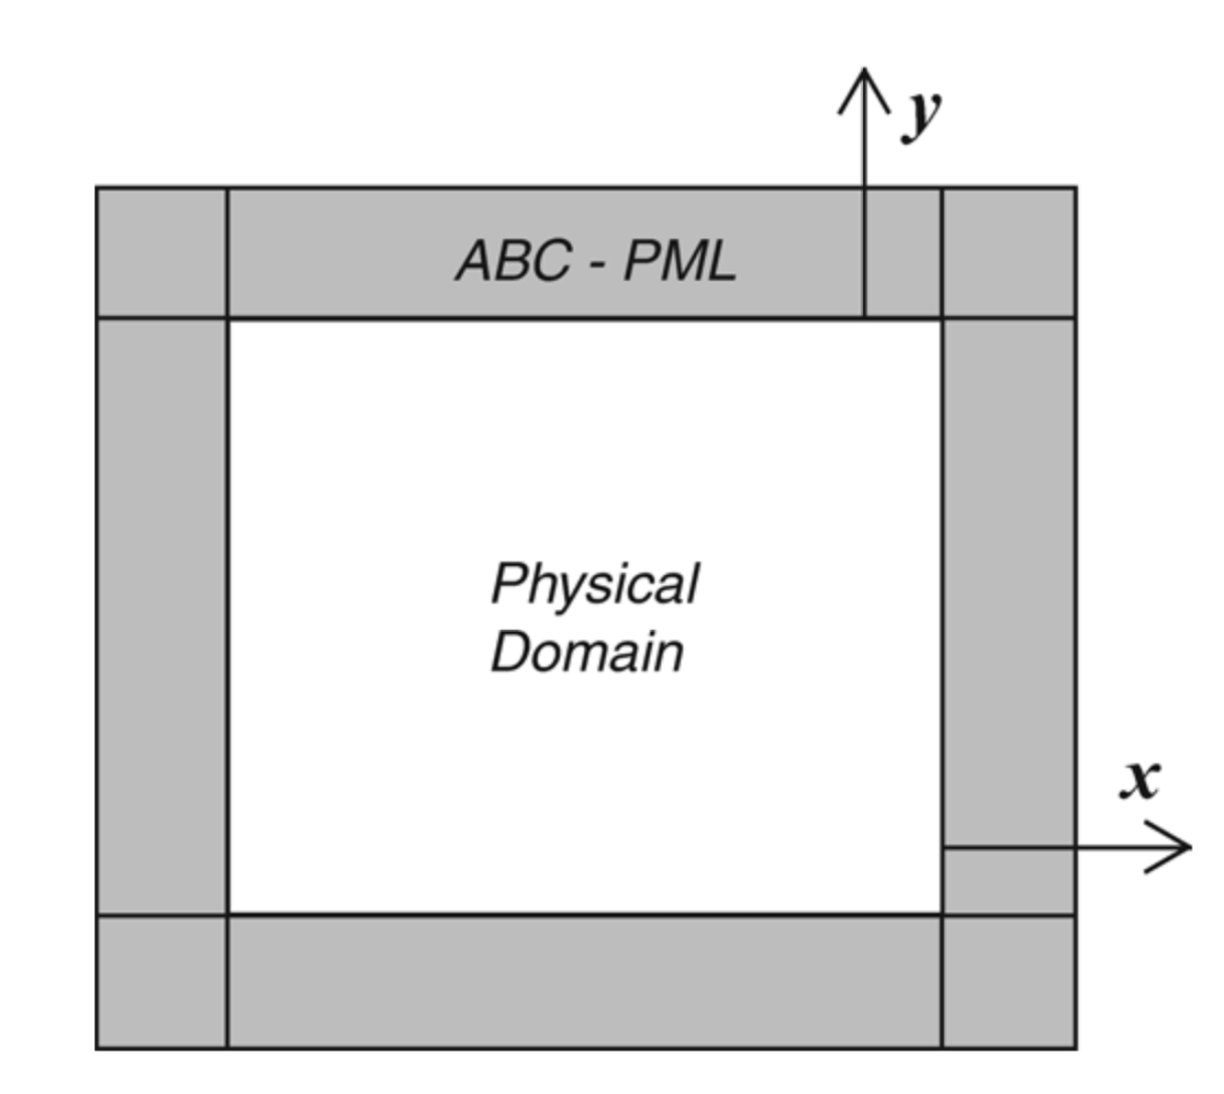 y
ABC - PML
Physical
Domain
x